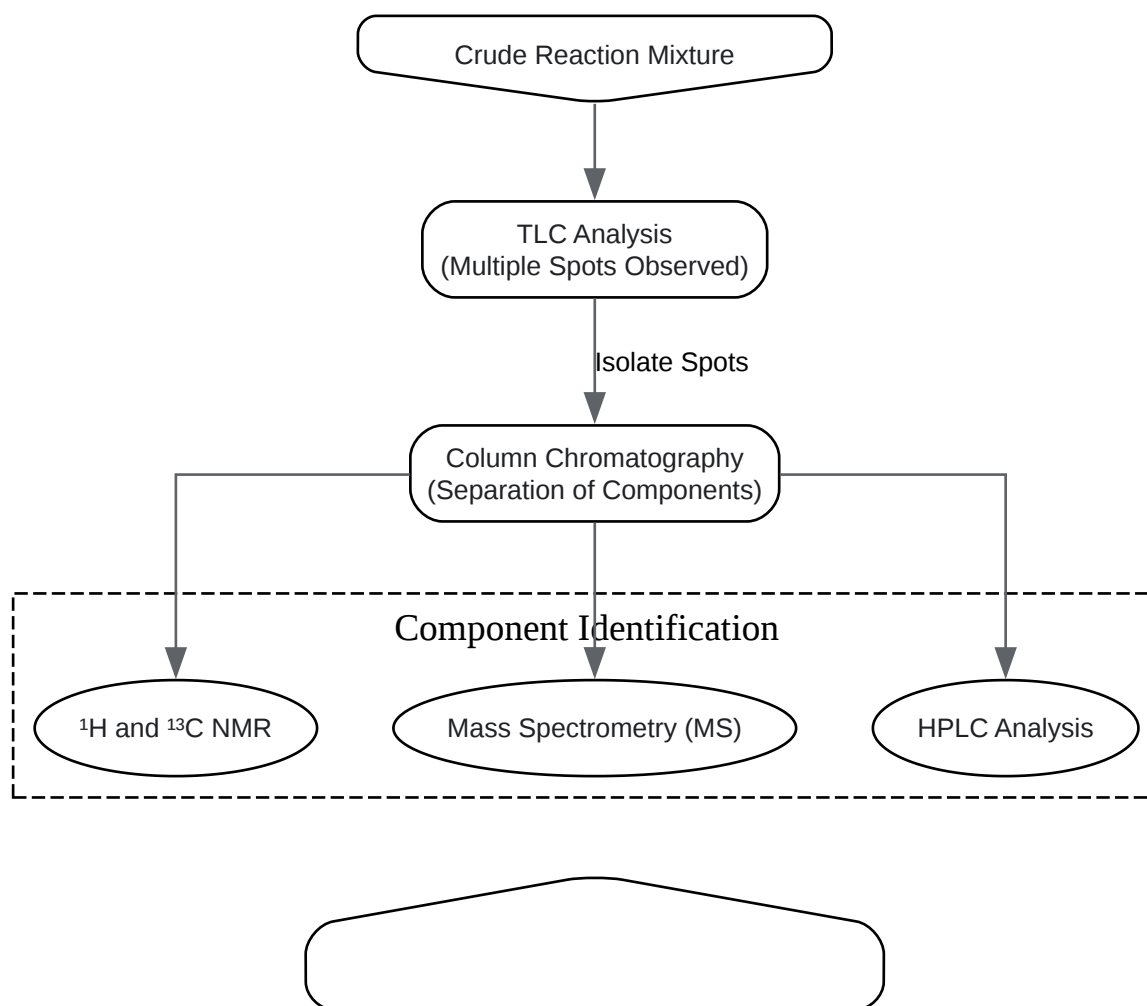 Crude Reaction Mixture
TLC Analysis
(Multiple Spots Observed)
Isolate Spots
Column Chromatography
(Separation of Components)
Component Identification
¹H and ¹³C NMR
Mass Spectrometry (MS)
HPLC Analysis